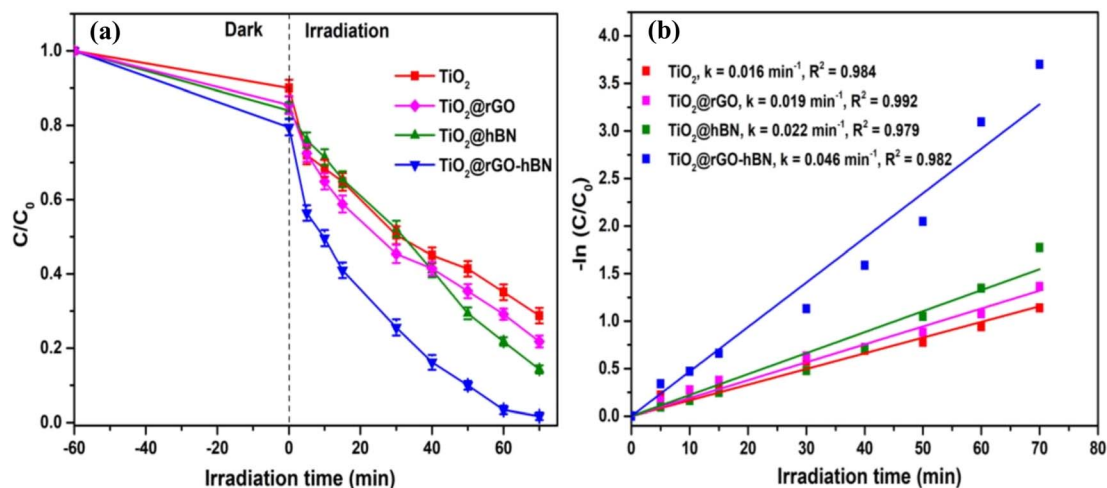 (a)
Dark
Irradiation
TiO₂
TiO₂@rGO
TiO₂@hBN
TiO₂@rGO-hBN
C/C₀
1.0
0.8
0.6
0.4
0.2
0.0
-60
-40
-20
0
20
40
60
Irradiation time (min)
(b)
TiO₂, k = 0.016 min⁻¹, R² = 0.984
TiO₂@rGO, k = 0.019 min⁻¹, R² = 0.992
TiO₂@hBN, k = 0.022 min⁻¹, R² = 0.979
TiO₂@rGO-hBN, k = 0.046 min⁻¹, R² = 0.982
-ln (C/C₀)
4.0
3.5
3.0
2.5
2.0
1.5
1.0
0.5
0.0
0
10
20
30
40
50
60
70
80
Irradiation time (min)